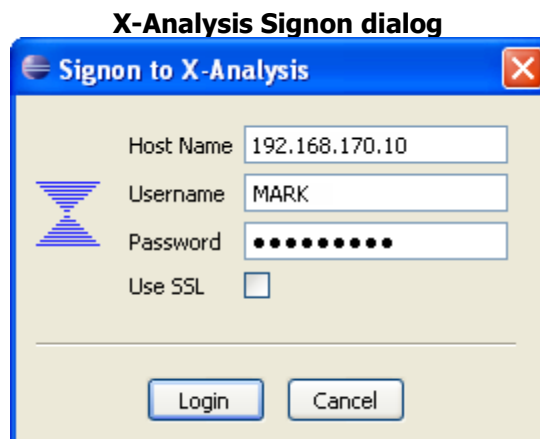 X-Analysis Signon dialog
Signon to X-Analysis
Host Name 192.168.170.10
Username MARK
Password ●●●●●●●●●
Use SSL
Login Cancel